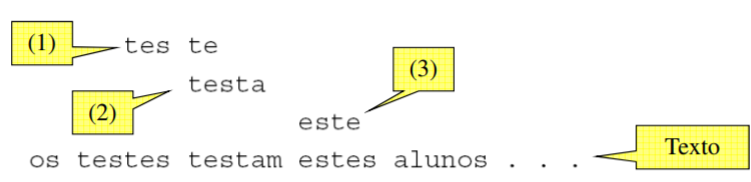 (1) tes te
(3)
testa
(2)
este
Texto
os testes testam estes alunos . . .